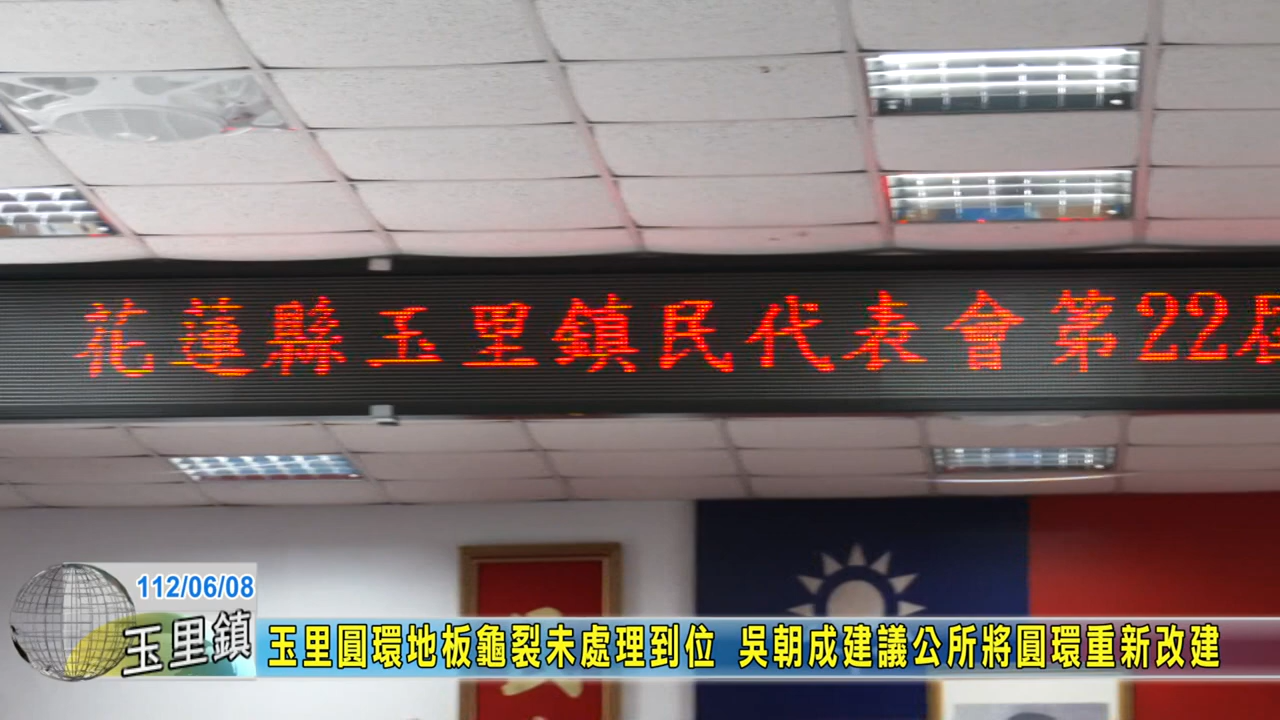 花蓮縣玉里鎮民代表會第22屆
112/06/08
玉里鎮
玉里圓環地板龜裂未處理到位 吳朝成建議公所將圓環重新改建